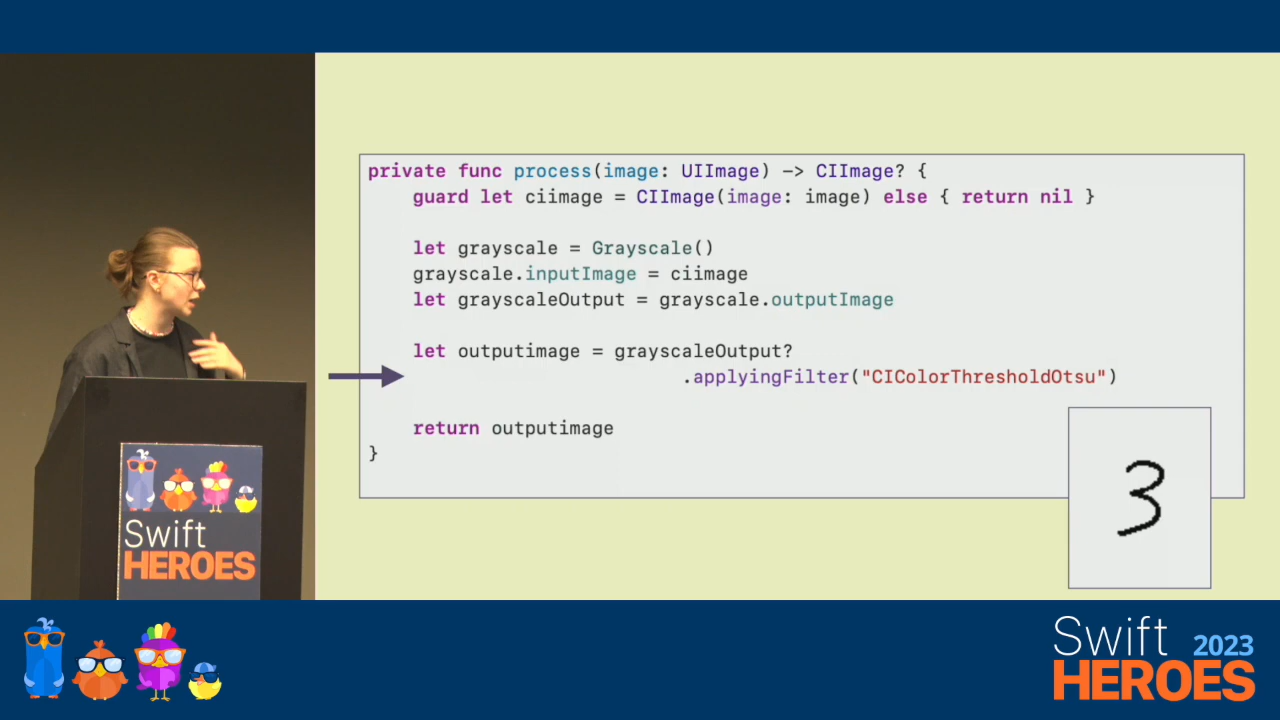 private func process(image: UIImage) -> CIImage? {
guard let ciimage = CIImage(image: image) else { return nil }
let grayscale = Grayscale()
grayscale.inputImage = ciimage
let grayscaleOutput = grayscale.outputImage
let outputimage = grayscaleOutput?
.applyingFilter("CIColorThresholdOtsu")
return outputimage
}
3
Swift
HEROES
Swift 2023
HEROES